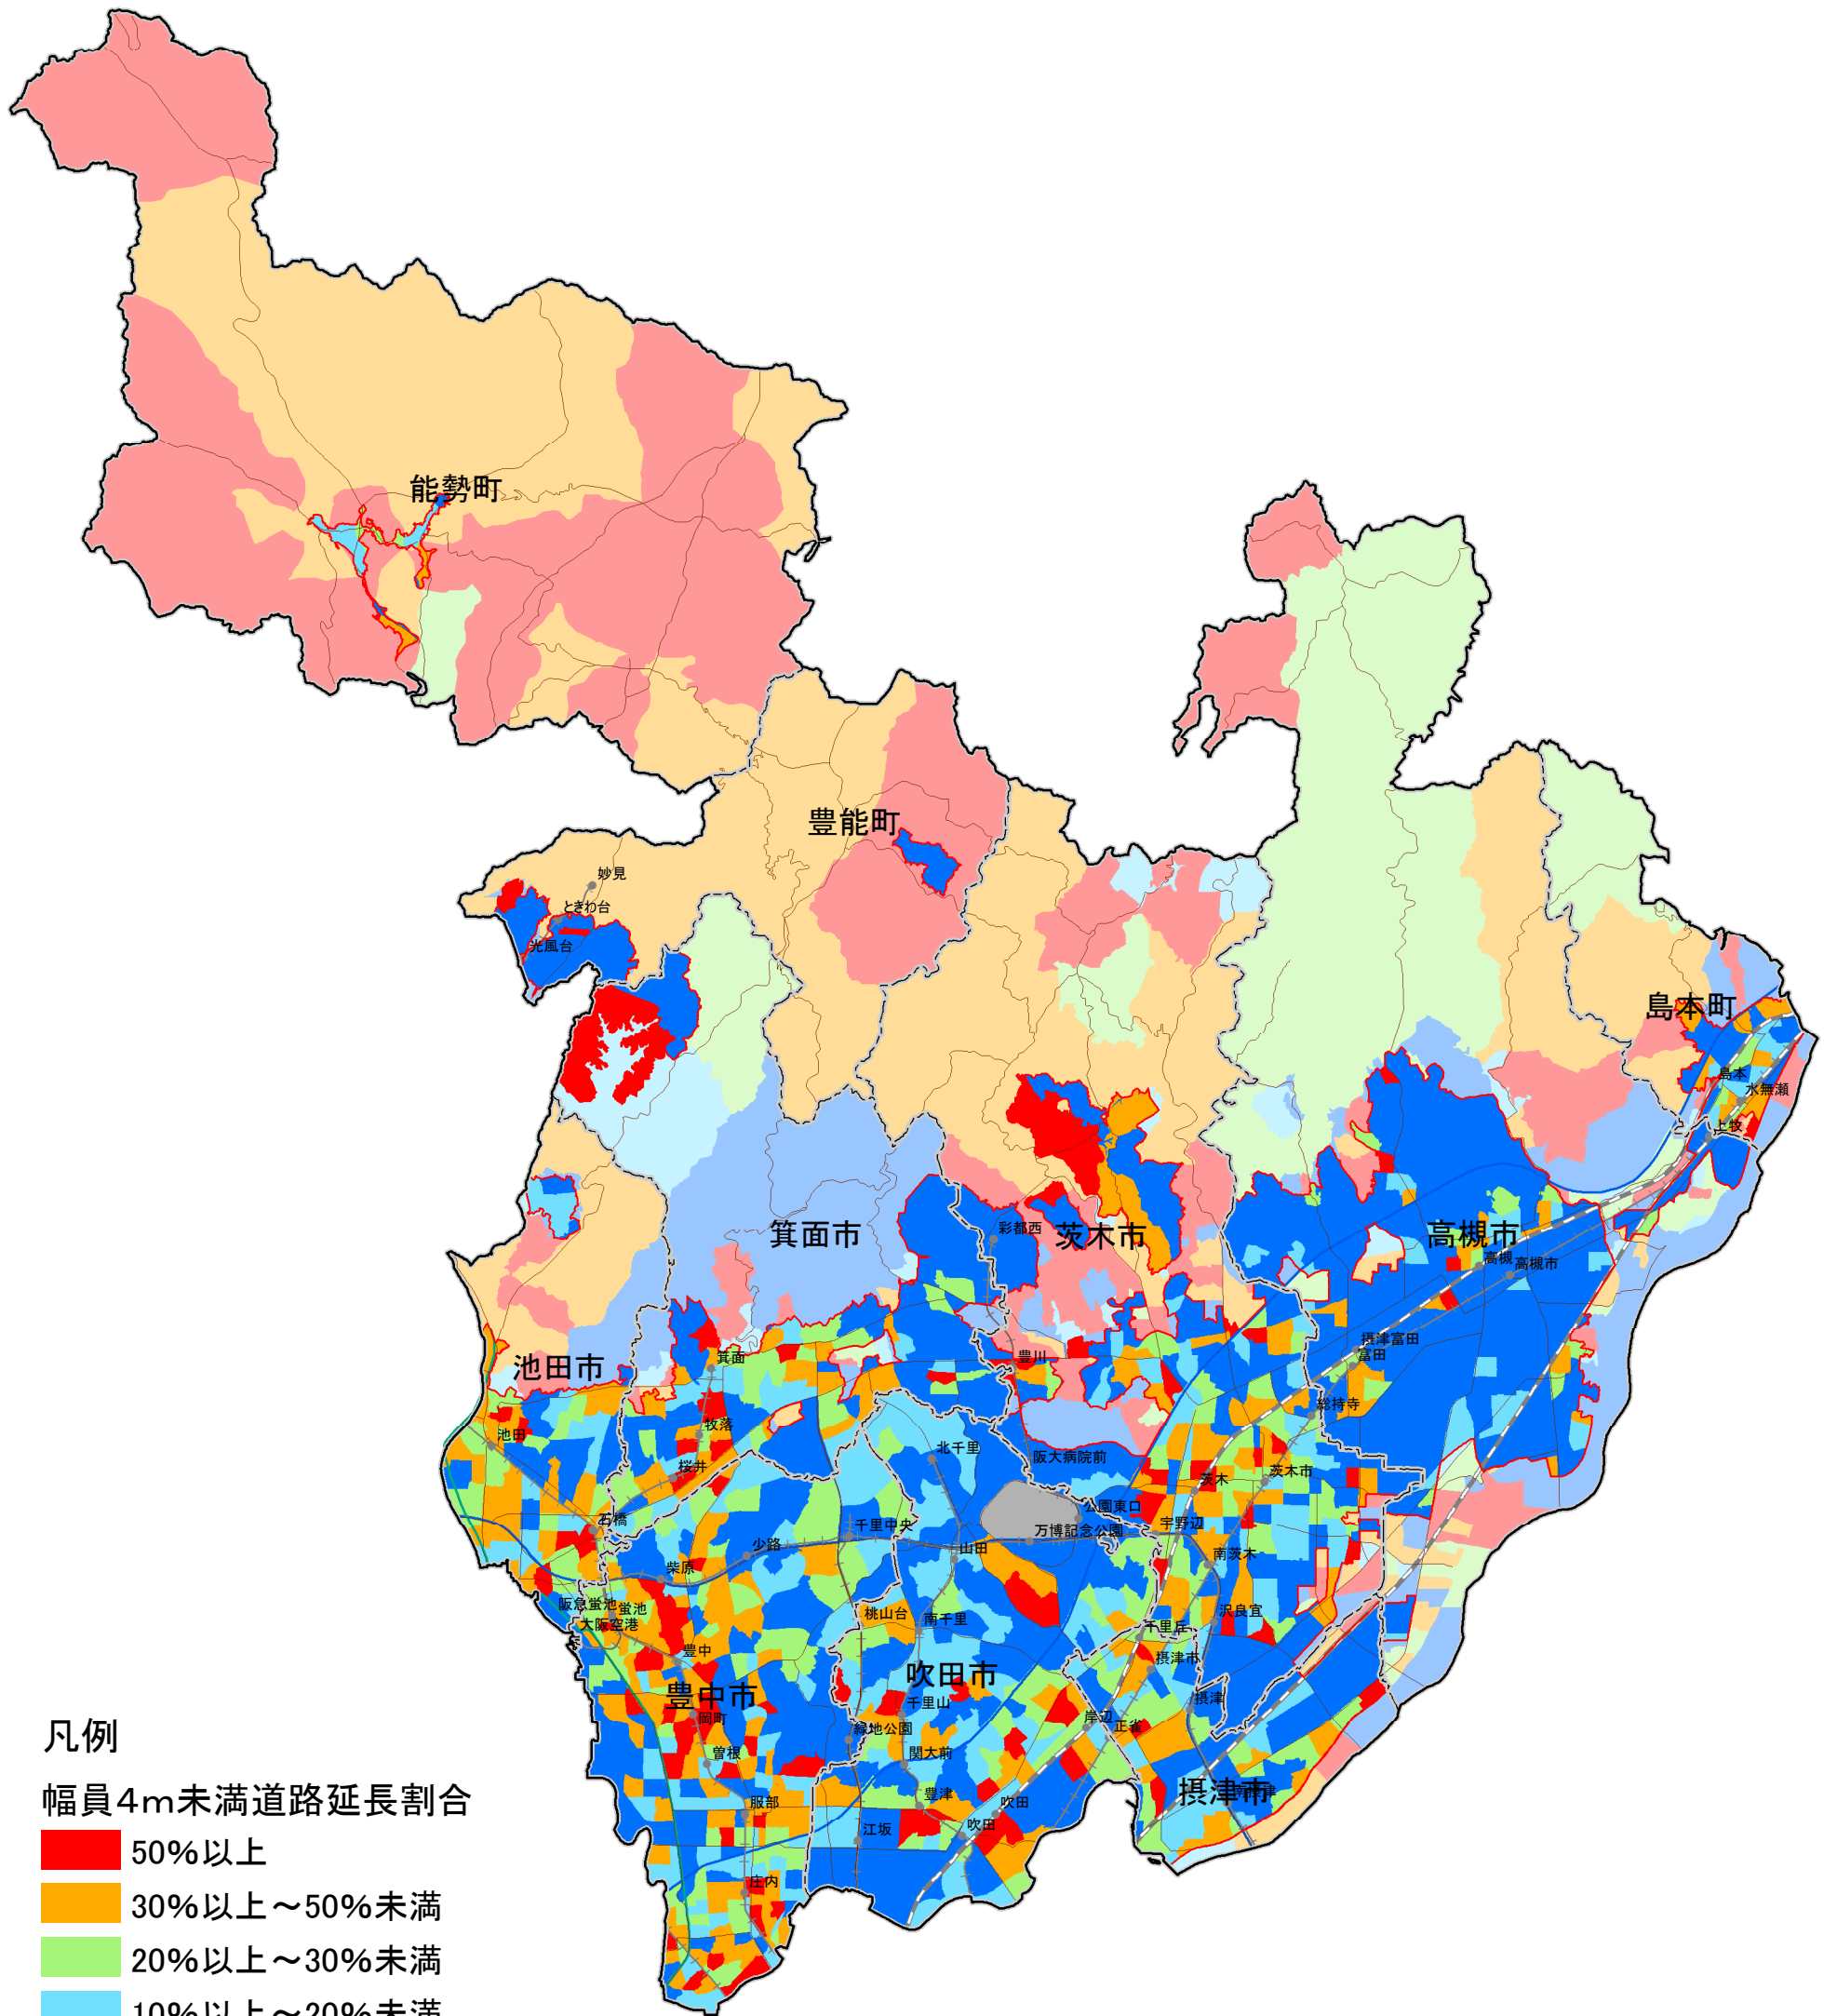 能勢町
豊能町
妙見
ときわ台
光風台
島本町
島本
水無瀬
上牧
箕面市
彩都西
茨木市
高槻市
高槻
高槻市
摂津富田
富田
豊川
池田市
箕面
総持寺
牧落
池田
北千里
桜井
阪大病院前
茨木
茨木市
公園東口
石橋
千里中央
万博記念公園
宇野辺
少路
山田
南茨木
柴原
阪急蛍池
蛍池
大阪空港
桃山台
南千里
沢良宜
千里丘
豊中
摂津市
吹田市
豊中市
千里山
摂津
岡町
緑地公園
岸辺
正雀
曽根
関大前
摂津市
南摂津
豊津
服部
吹田
江坂
吹田
庄内
凡例
幅員4m未満道路延長割合
50%以上
30%以上～50%未満
20%以上～30%未満
10%以上～20%未満